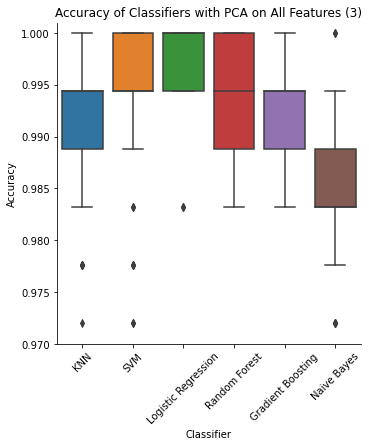 Accuracy of Classifiers with PCA on All Features (3)
1.000
0.995
0.990
0.985
0.980
0.975
0.970
Accuracy
KNN
SVM
Logistic Regression
Random Forest
Gradient Boosting
Naive Bayes
Classifier